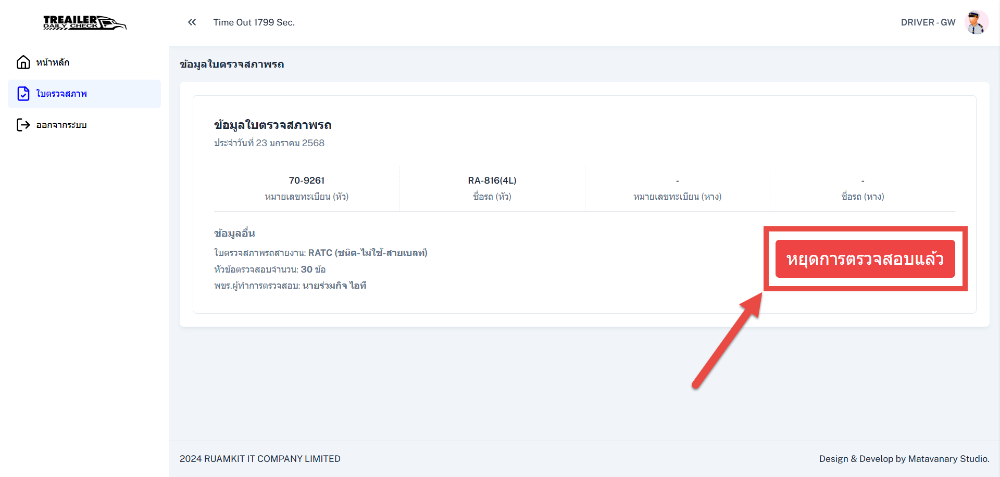 TREAILER
DAILY CHECK
Time Out 1799 Sec.
DRIVER - GW
หน้าหลัก
ใบตรวจสภาพ
ออกจากระบบ
ข้อมูลใบตรวจสภาพรถ
ข้อมูลใบตรวจสภาพรถ
ประจำวันที่ 23 มกราคม 2568
70-9261
หมายเลขทะเบียน (หัว)
RA-816(4L)
ชื่อรถ (หัว)
-
หมายเลขทะเบียน (หาง)
-
ชื่อรถ (หาง)
ข้อมูลอื่น
ใบตรวจสภาพรถสายงาน: RATC (ชนิด-ไม่ใช้-สายเบลท์)
หัวข้อตรวจสอบจำนวน: 30 ข้อ
พขร.ผู้ทำการตรวจสอบ: นายร่วมกิจ ไอที
หยุดการตรวจสอบแล้ว
2024 RUAMKIT IT COMPANY LIMITED
Design & Develop by Matavanary Studio.